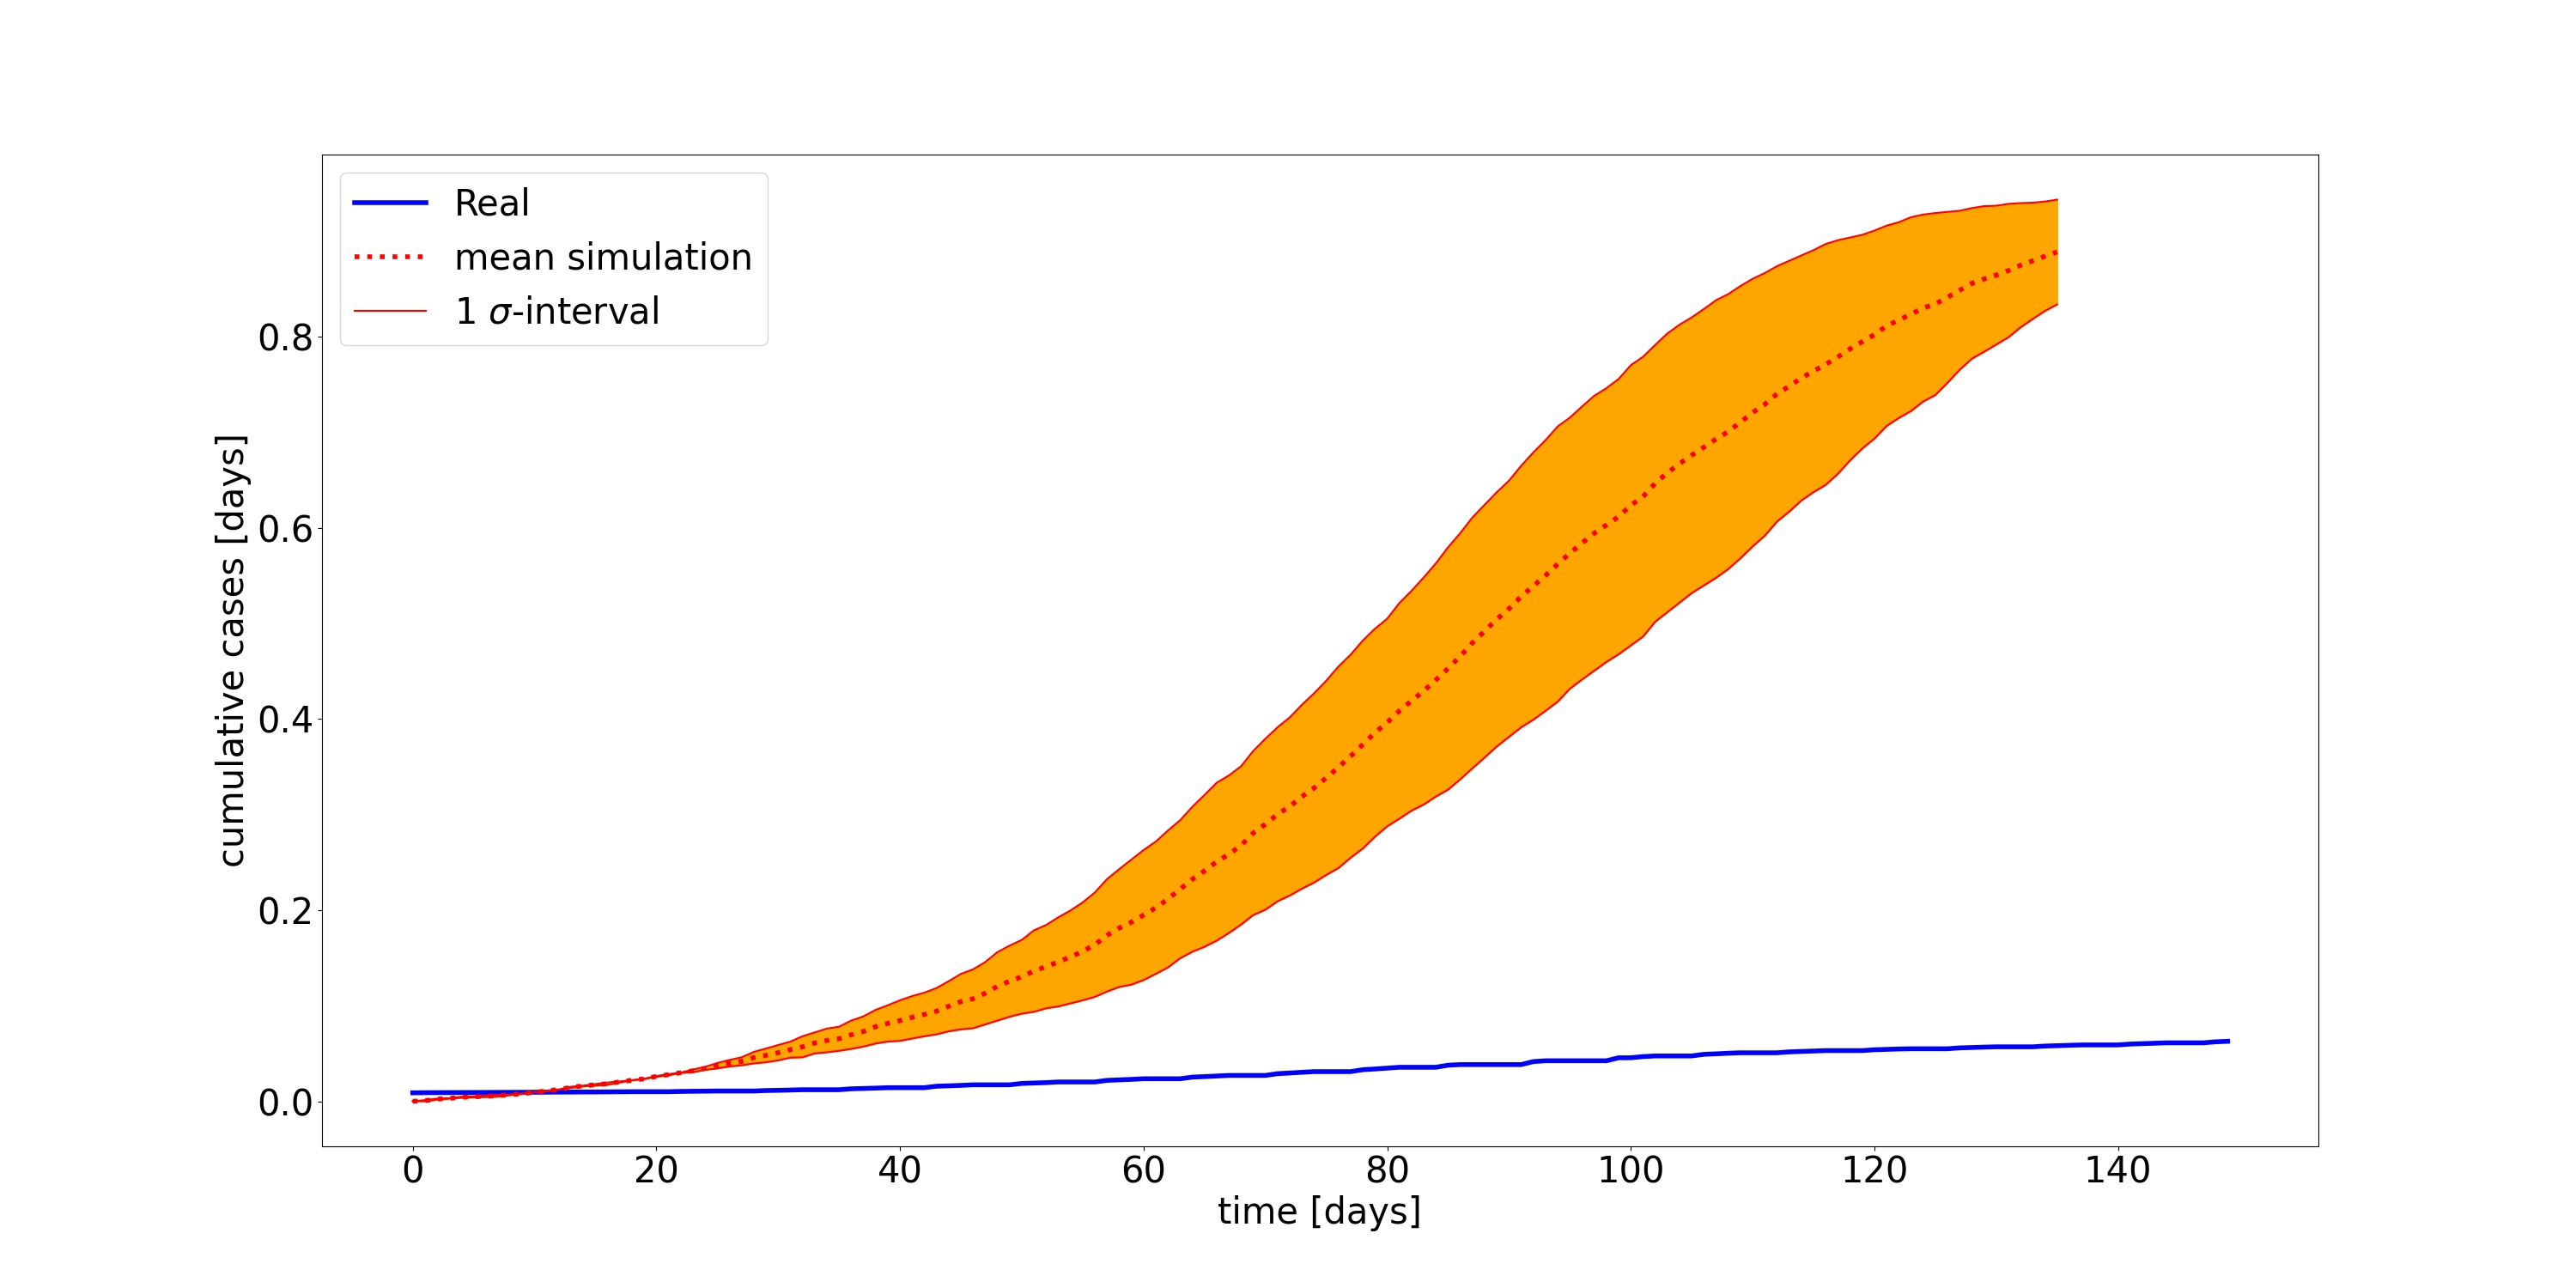 Real
mean simulation
1 σ-interval
cumulative cases [days]
0.8
0.6
0.4
0.2
0.0
0 20 40 60 80 100 120 140
time [days]